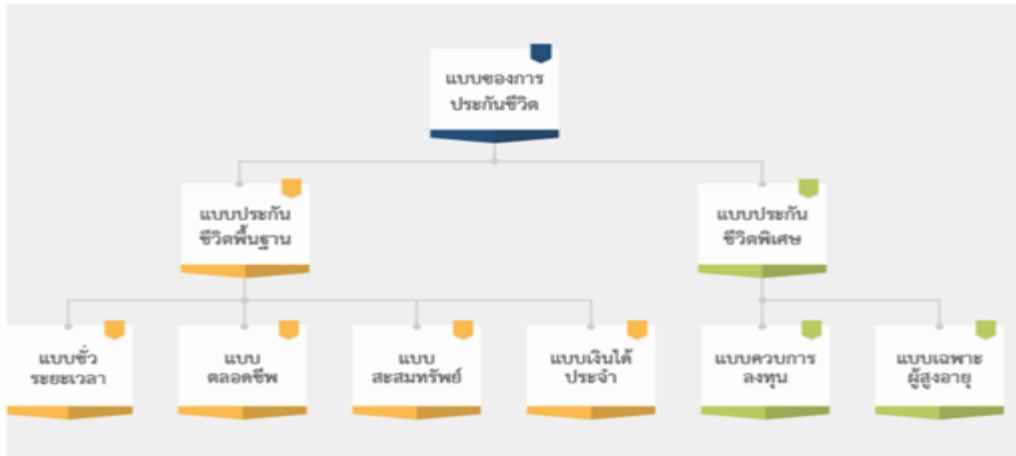 แบบของการ
ประกันชีวิต
แบบประกัน
ชีวิตพื้นฐาน
แบบประกัน
ชีวิตพิเศษ
แบบชั่ว
ระยะเวลา
แบบ
ตลอดชีพ
แบบ
สะสมทรัพย์
แบบเงินได้
ประจำ
แบบควบการ
ลงทุน
แบบเฉพาะ
ผู้สูงอายุ